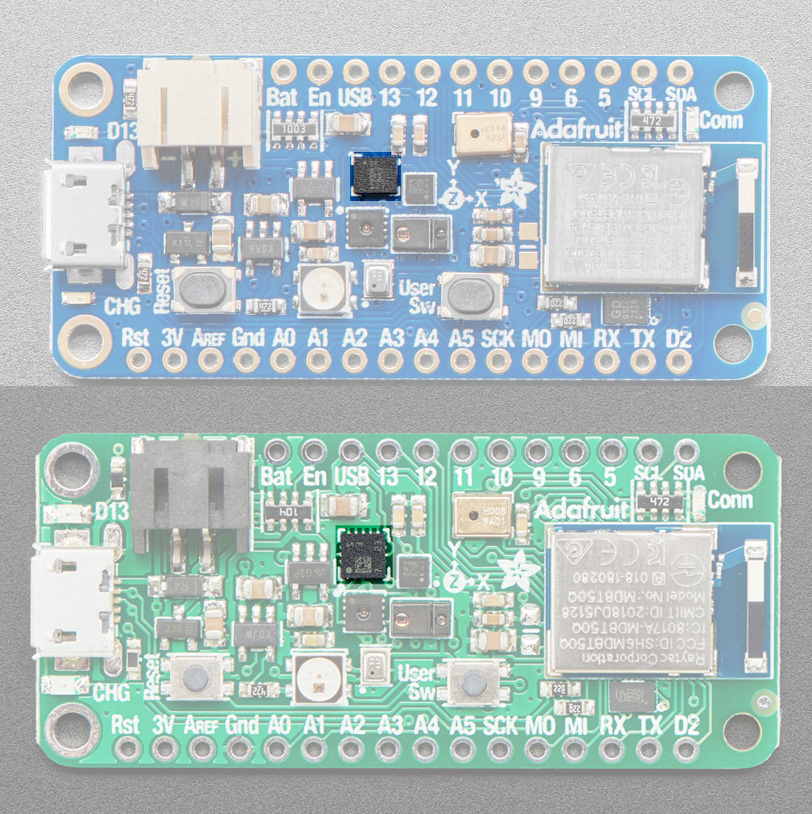 Bat En USB 13 12 11 10 9 6 5 SCL SDA
D13
1003
Adafruit
472
Conn
Y
Z X
CHG
Reset
User
Sw
Rst 3V AREF Gnd A0 A1 A2 A3 A4 A5 SCK MO MI RX TX D2
Bat En USB 13 12 11 10 9 6 5 SCL SDA
D13
104
Adafruit
472
Conn
Y
Z X
Raytac Corporation
FCC ID:SH6MDBT50Q
IC:8017A-MDBT50Q
CMIIT ID:2018DJ5128
Model No.:MDBT50Q
018-180280
CHG
Reset
User
Sw
Rst 3V AREF Gnd A0 A1 A2 A3 A4 A5 SCK MO MI RX TX D2